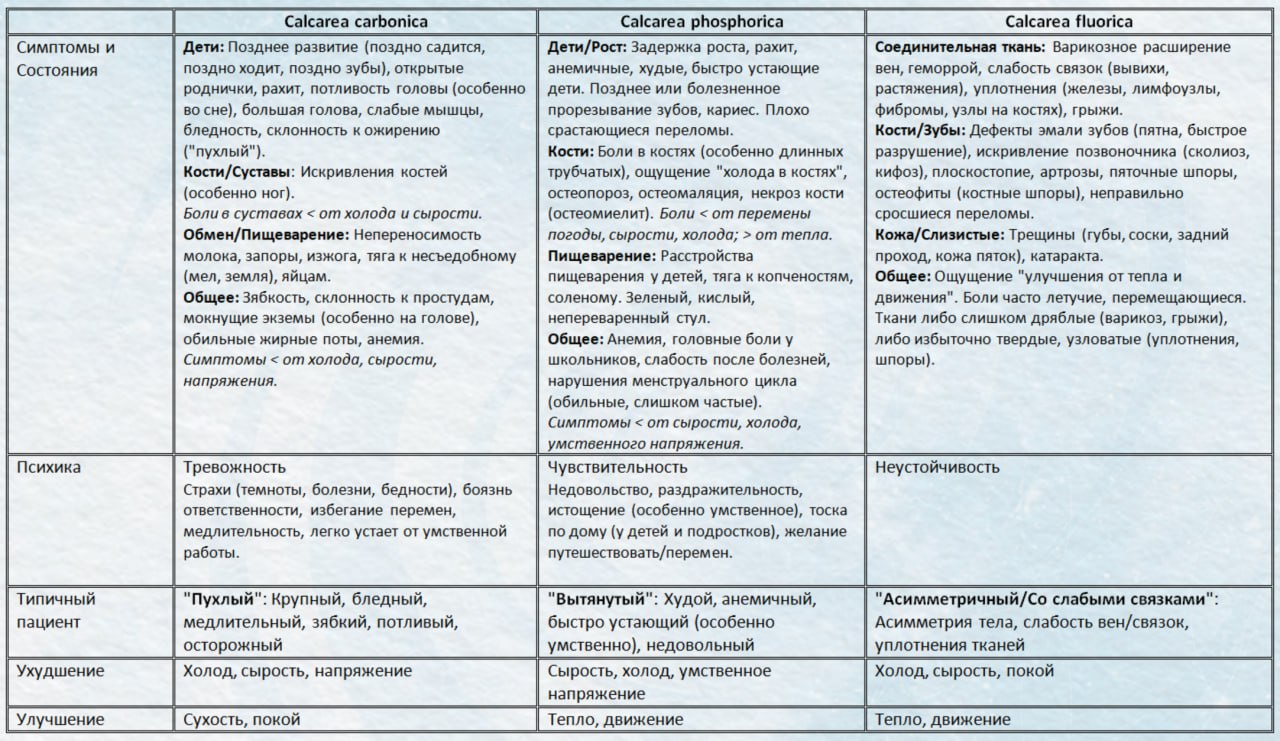 Calcarea carbonica
Calcarea phosphorica
Calcarea fluorica
Симптомы и
Состояния
Дети: Позднее развитие (поздно садится,
поздно ходит, поздно зубы), открытые
роднички, рахит, потливость головы (особенно
во сне), большая голова, слабые мышцы,
бледность, склонность к ожирению
("пухлый").
Кости/Суставы: Искривления костей
(особенно ног).
Боли в суставах < от холода и сырости.
Обмен/Пищеварение: Непереносимость
молока, запоры, изжога, тяга к несъедобному
(мел, земля), яйцам.
Общее: Зябкость, склонность к простудам,
мокнущие экземы (особенно на голове),
обильные жирные поты, анемия.
Симптомы < от холода, сырости,
напряжения.
Дети/Рост: Задержка роста, рахит,
анемичные, худые, быстро устающие
дети. Позднее или болезненное
прорезывание зубов, кариес. Плохо
срастающиеся переломы.
Кости: Боли в костях (особенно длинных
трубчатых), ощущение "холода в костях",
остеопороз, остеомаляция, некроз кости
(остеомиелит). Боли < от перемены
погоды, сырости, холода; > от тепла.
Пищеварение: Расстройства
пищеварения у детей, тяга к копченостям,
соленому. Зеленый, кислый,
непереваренный стул.
Общее: Анемия, головные боли у
школьников, слабость после болезней,
нарушения менструального цикла
(обильные, слишком частые).
Симптомы < от сырости, холода,
умственного напряжения.
Соединительная ткань: Варикозное расширение
вен, геморрой, слабость связок (вывихи,
растяжения), уплотнения (железы, лимфоузлы,
фибромы, узлы на костях), грыжи.
Кости/Зубы: Дефекты эмали зубов (пятна, быстрое
разрушение), искривление позвоночника (сколиоз,
кифоз), плоскостопие, артрозы, пяточные шпоры,
остеофиты (костные шпоры), неправильно
сросшиеся переломы.
Кожа/Слизистые: Трещины (губы, соски, задний
проход, кожа пяток), катаракта.
Общее: Ощущение "улучшения от тепла и
движения". Боли часто летучие, перемещающиеся.
Ткани либо слишком дряблые (варикоз, грыжи),
либо избыточно твердые, узловатые (уплотнения,
шпоры).
Психика
Тревожность
Страхи (темноты, болезни, бедности), боязнь
ответственности, избегание перемен,
медлительность, легко устает от умственной
работы.
Чувствительность
Недовольство, раздражительность,
истощение (особенно умственное), тоска
по дому (у детей и подростков), желание
путешествовать/перемен.
Неустойчивость
Типичный
пациент
"Пухлый": Крупный, бледный,
медлительный, зябкий, потливый,
осторожный
"Вытянутый": Худой, анемичный,
быстро устающий (особенно
умственно), недовольный
"Асимметричный/Со слабыми связками":
Асимметрия тела, слабость вен/связок,
уплотнения тканей
Ухудшение
Холод, сырость, напряжение
Сырость, холод, умственное
напряжение
Холод, сырость, покой
Улучшение
Сухость, покой
Тепло, движение
Тепло, движение